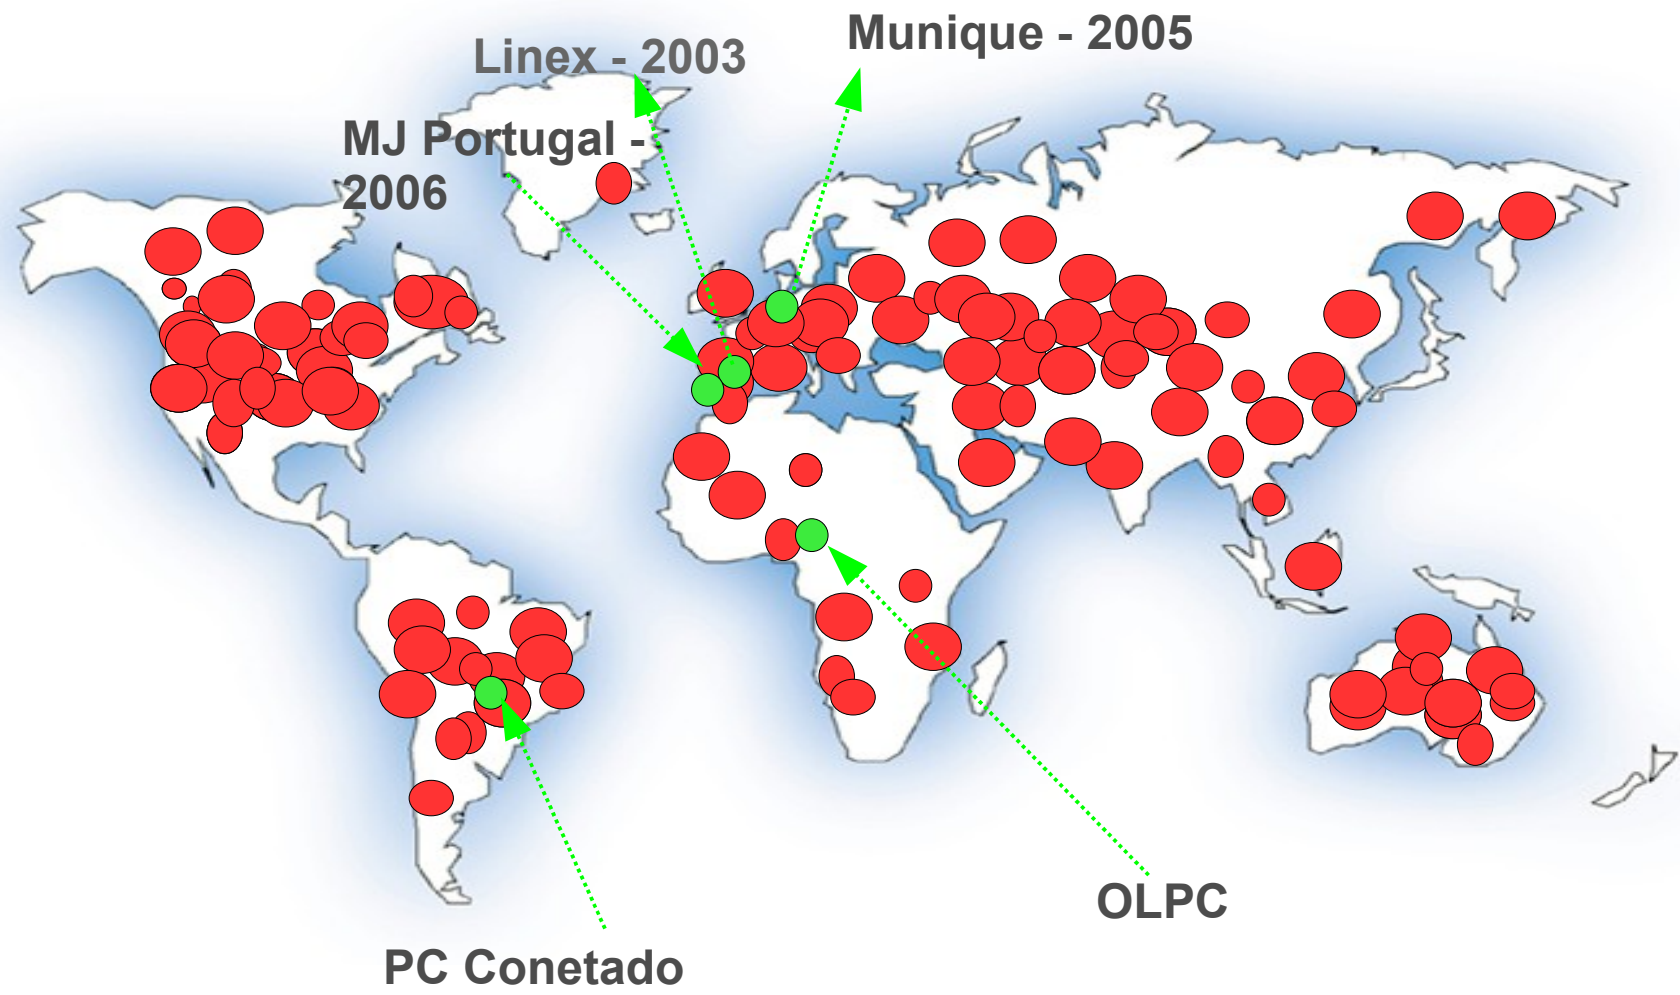 Munique - 2005
Linex - 2003
MJ Portugal -
2006
OLPC
PC Conetado